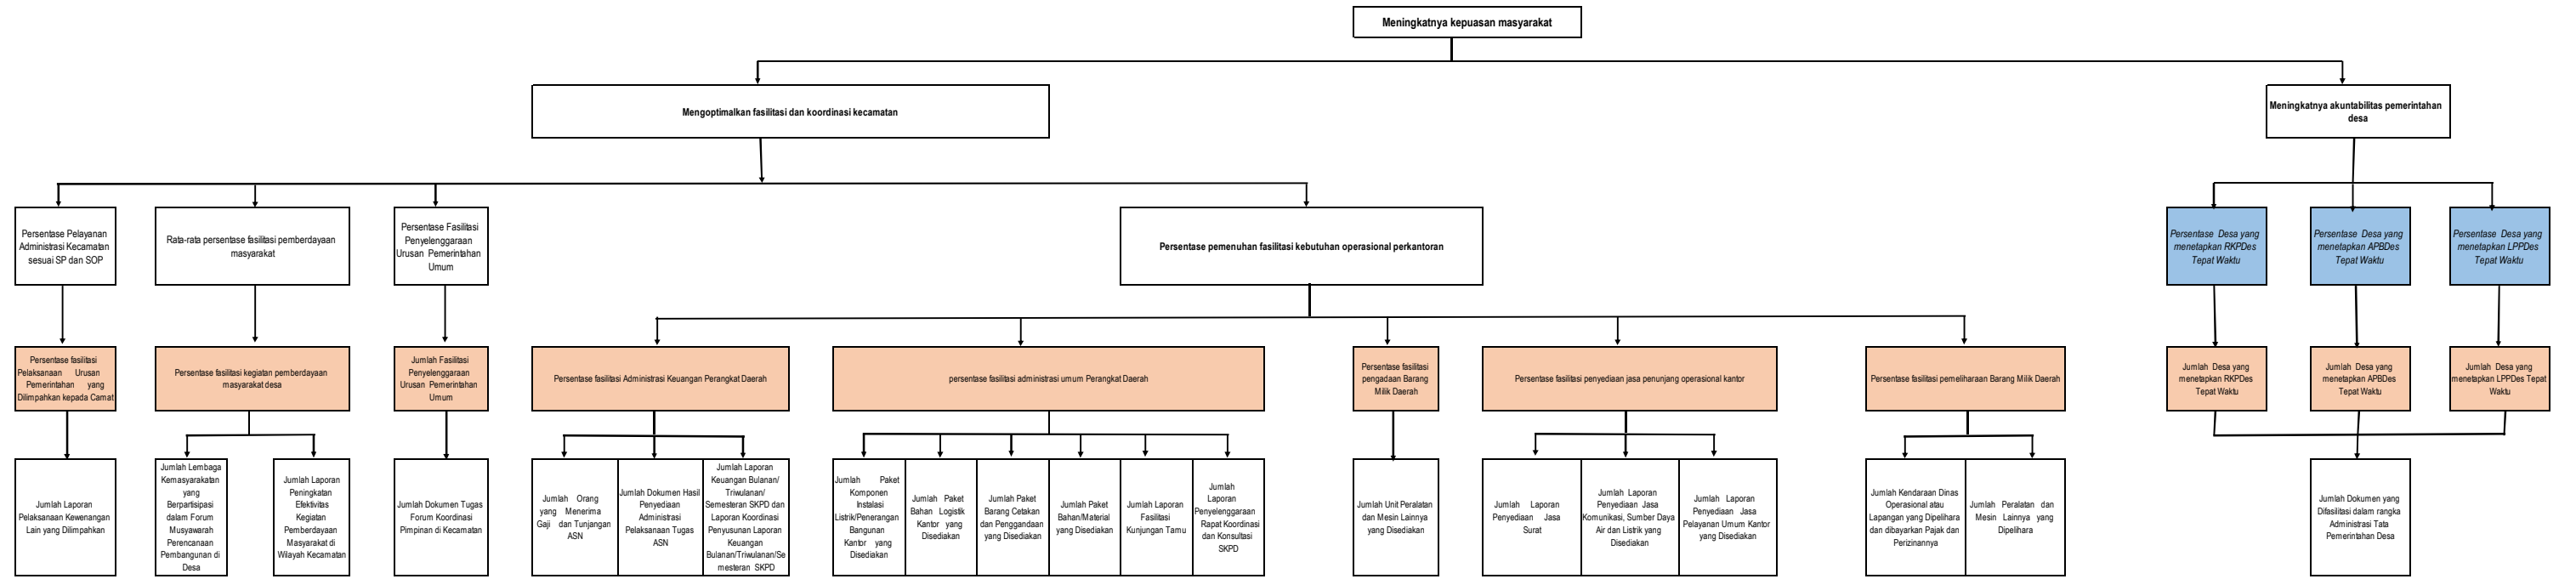 Meningkatnya kepuasan masyarakat
Mengoptimalkan fasilitasi dan koordinasi kecamatan
Meningkatnya akuntabilitas pemerintahan
desa
Persentase Pelayanan
Administrasi Kecamatan
sesuai SP dan SOP
Rata-rata persentase fasilitasi pemberdayaan
masyarakat
Persentase Fasilitasi
Penyelenggaraan
Urusan Pemerintahan
Umum
Persentase pemenuhan fasilitasi kebutuhan operasional perkantoran
Persentase Desa yang
menetapkan RKPDes
Tepat Waktu
Persentase Desa yang
menetapkan APBDes
Tepat Waktu
Persentase Desa yang
menetapkan LPPDes
Tepat Waktu
Persentase fasilitasi
Pelaksanaan Urusan
Pemerintahan yang
Dilimpahkan kepada Camat
Persentase fasilitasi kegiatan pemberdayaan
masyarakat desa
Jumlah Fasilitasi
Penyelenggaraan
Urusan Pemerintahan
Umum
Persentase fasilitasi Administrasi Keuangan Perangkat Daerah
persentase fasilitasi administrasi umum Perangkat Daerah
Persentase fasilitasi
pengadaan Barang
Milik Daerah
Persentase fasilitasi penyediaan jasa penunjang operasional kantor
Persentase fasilitasi pemeliharaan Barang Milik Daerah
Jumlah Desa yang
menetapkan RKPDes
Tepat Waktu
Jumlah Desa yang
menetapkan APBDes
Tepat Waktu
Jumlah Desa yang
menetapkan LPPDes Tepat
Waktu
Jumlah Laporan
Pelaksanaan Kewenangan
Lain yang Dilimpahkan
Jumlah Lembaga
Kemasyarakatan
yang
Berpartisipasi
dalam Forum
Musyawarah
Perencanaan
Pembangunan di
Desa
Jumlah Laporan
Peningkatan
Efektivitas
Kegiatan
Pemberdayaan
Masyarakat di
Wilayah Kecamatan
Jumlah Dokumen Tugas
Forum Koordinasi
Pimpinan di Kecamatan
Jumlah Orang
yang Menerima
Gaji dan Tunjangan
ASN
Jumlah Dokumen Hasil
Penyediaan
Administrasi
Pelaksanaan Tugas
ASN
Jumlah Laporan
Keuangan Bulanan/
Triwulanan/
Semesteran SKPD dan
Laporan Koordinasi
Penyusunan Laporan
Keuangan
Bulanan/Triwulanan/Se
mesteran SKPD
Jumlah Paket
Komponen
Instalasi
Listrik/Penerangan
Bangunan
Kantor yang
Disediakan
Jumlah Paket
Bahan Logistik
Kantor yang
Disediakan
Jumlah Paket
Barang Cetakan
dan Penggandaan
yang Disediakan
Jumlah Paket
Bahan/Material
yang Disediakan
Jumlah Laporan
Fasilitasi
Kunjungan Tamu
Jumlah
Laporan
Penyelenggaraan
Rapat Koordinasi
dan Konsultasi
SKPD
Jumlah Unit Peralatan
dan Mesin Lainnya
yang Disediakan
Jumlah Laporan
Penyediaan Jasa
Surat
Jumlah Laporan
Penyediaan Jasa
Komunikasi, Sumber Daya
Air dan Listrik yang
Disediakan
Jumlah Laporan
Penyediaan Jasa
Pelayanan Umum Kantor
yang Disediakan
Jumlah Kendaraan Dinas
Operasional atau
Lapangan yang Dipelihara
dan dibayarkan Pajak dan
Perizinannya
Jumlah Peralatan dan
Mesin Lainnya yang
Dipelihara
Jumlah Dokumen yang
Difasilitasi dalam rangka
Administrasi Tata
Pemerintahan Desa